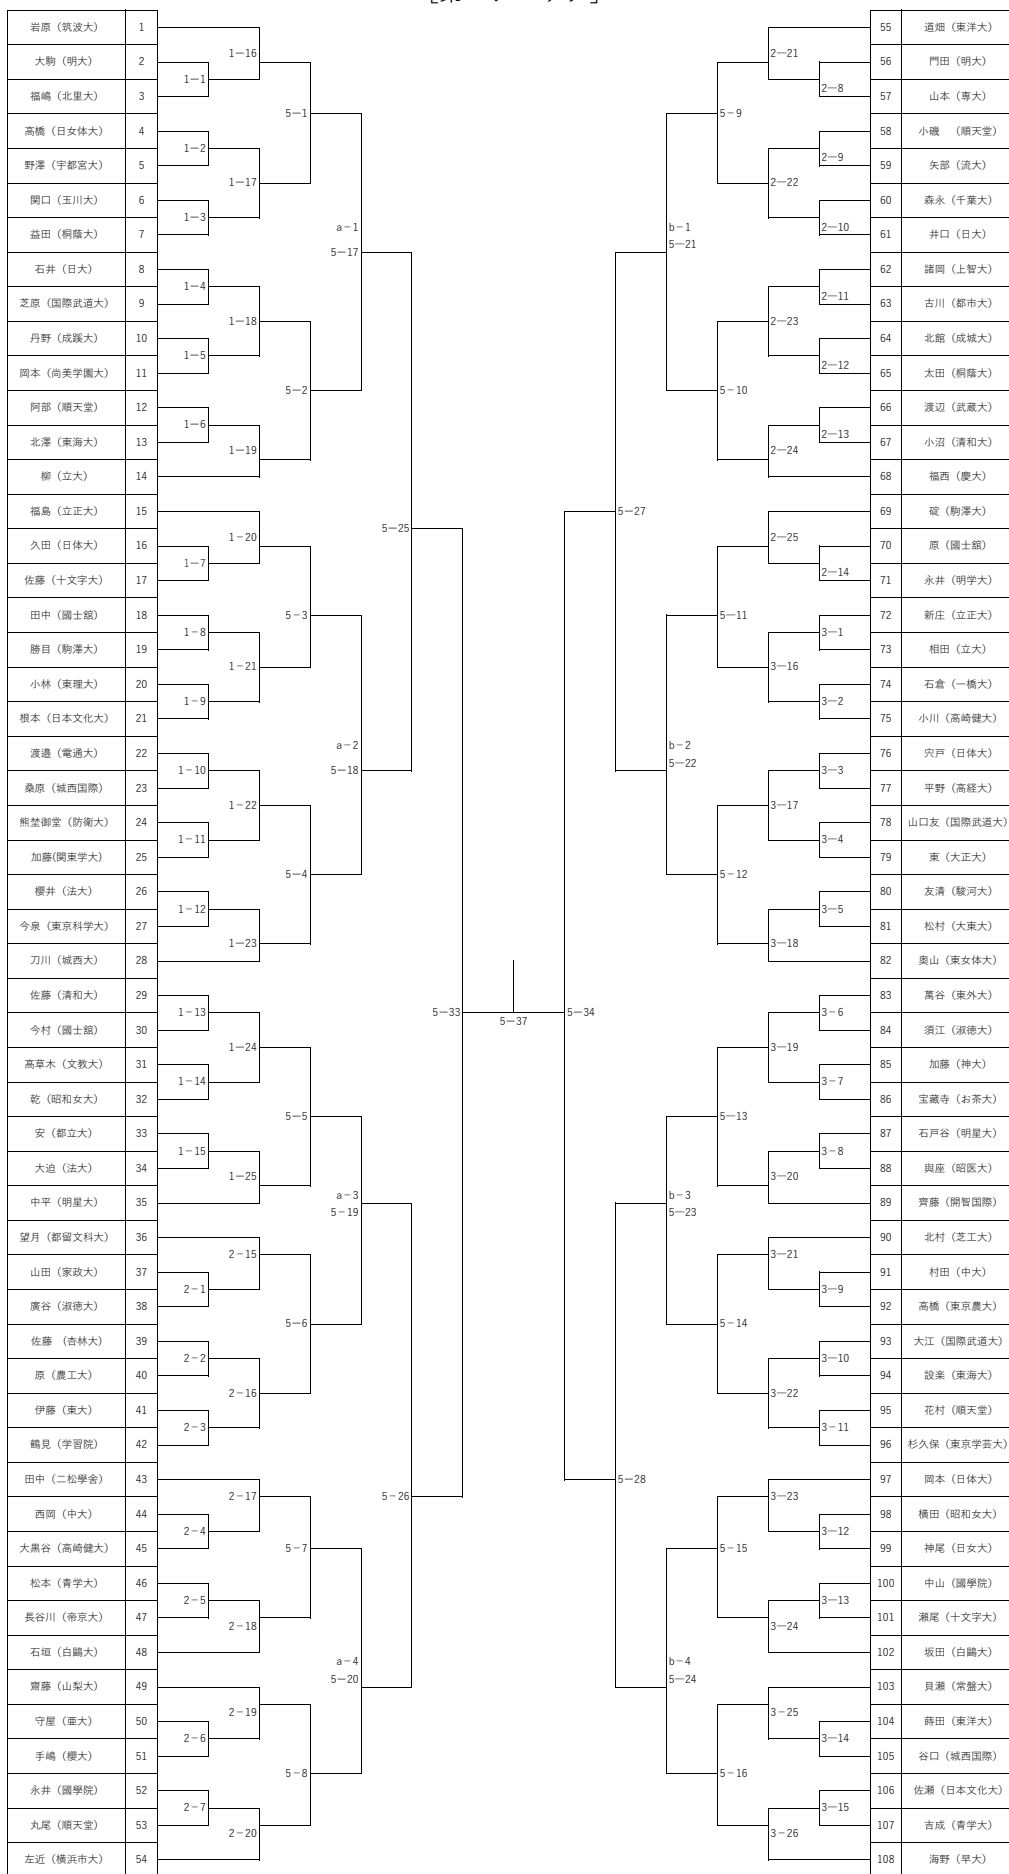 岩原（筑波大） 1
大駒（明大） 2
福嶋（北里大） 3
高橋（日女体大） 4
野澤（宇都宮大） 5
関口（玉川大） 6
益田（桐蔭大） 7
石井（日大） 8
芝原（国際武道大） 9
丹野（成蹊大） 10
岡本（尚美学園大） 11
阿部（順天堂） 12
北澤（東海大） 13
柳（立大） 14
福島（立正大） 15
久田（日体大） 16
佐藤（十文字大） 17
田中（國士舘） 18
勝目（駒澤大） 19
小林（東理大） 20
根本（日本文化大） 21
渡邉（電通大） 22
桑原（城西国際） 23
熊埜御堂（防衛大） 24
加藤(関東学大） 25
櫻井（法大） 26
今泉（東京科学大） 27
刀川（城西大） 28
佐藤（清和大） 29
今村（國士舘） 30
髙草木（文教大） 31
乾（昭和女大） 32
安（都立大） 33
大迫（法大） 34
中平（明星大） 35
望月（都留文科大） 36
山田（家政大） 37
廣谷（淑徳大） 38
佐藤 （杏林大） 39
原（農工大） 40
伊藤（東大） 41
鶴見（学習院） 42
田中（二松學舎） 43
西岡（中大） 44
大黒谷（高崎健大） 45
松本（青学大） 46
長谷川（帝京大） 47
石垣（白鷗大） 48
齋藤（山梨大） 49
守屋（亜大） 50
手嶋（櫻大） 51
永井（國學院） 52
丸尾（順天堂） 53
左近（横浜市大） 54
1－1
1－2
1－3
1－4
1－5
1－6
1－7
1－8
1－9
1－10
1－11
1－12
1－13
1－14
1－15
2－1
2－2
2－3
2－4
2－5
2－6
2－7
1－16
1－17
1－18
1－19
1－20
1－21
1－22
1－23
1－24
1－25
2－15
2－16
2－17
2－18
2－19
2－20
5－1
5－2
5－3
5－4
5－5
5－6
5－7
5－8
a－1
5－17
a－2
5－18
a－3
5－19
a－4
5－20
5－25
5－26
5－33
5－37
5－34
5－27
5－28
b－1
5－21
b－2
5－22
b－3
5－23
b－4
5－24
5－9
5－10
5－11
5－12
5－13
5－14
5－15
5－16
2－21
2－22
2－23
2－24
2－25
3－16
3－17
3－18
3－19
3－20
3－21
3－22
3－23
3－24
3－25
3－26
2－8
2－9
2－10
2－11
2－12
2－13
2－14
3－1
3－2
3－3
3－4
3－5
3－6
3－7
3－8
3－9
3－10
3－11
3－12
3－13
3－14
3－15
55 道畑（東洋大）
56 門田（明大）
57 山本（専大）
58 小磯 （順天堂）
59 矢部（流大）
60 森永（千葉大）
61 井口（日大）
62 諸岡（上智大）
63 古川（都市大）
64 北館（成城大）
65 太田（桐蔭大）
66 渡辺（武蔵大）
67 小沼（清和大）
68 福西（慶大）
69 碇（駒澤大）
70 原（國士舘）
71 永井（明学大）
72 新庄（立正大）
73 相田（立大）
74 石倉（一橋大）
75 小川（高崎健大）
76 宍戸（日体大）
77 平野（高経大）
78 山口友（国際武道大）
79 東（大正大）
80 友清（駿河大）
81 松村（大東大）
82 奥山（東女体大）
83 萬谷（東外大）
84 須江（淑徳大）
85 加藤（神大）
86 宝藏寺（お茶大）
87 石戸谷（明星大）
88 與座（昭医大）
89 齊藤（開智国際）
90 北村（芝工大）
91 村田（中大）
92 高橋（東京農大）
93 大江（国際武道大）
94 設楽（東海大）
95 花村（順天堂）
96 杉久保（東京学芸大）
97 岡本（日体大）
98 横田（昭和女大）
99 神尾（日女大）
100 中山（國學院）
101 瀬尾（十文字大）
102 坂田（白鷗大）
103 貝瀬（常盤大）
104 蒔田（東洋大）
105 谷口（城西国際）
106 佐瀬（日本文化大）
107 吉成（青学大）
108 海野（早大）